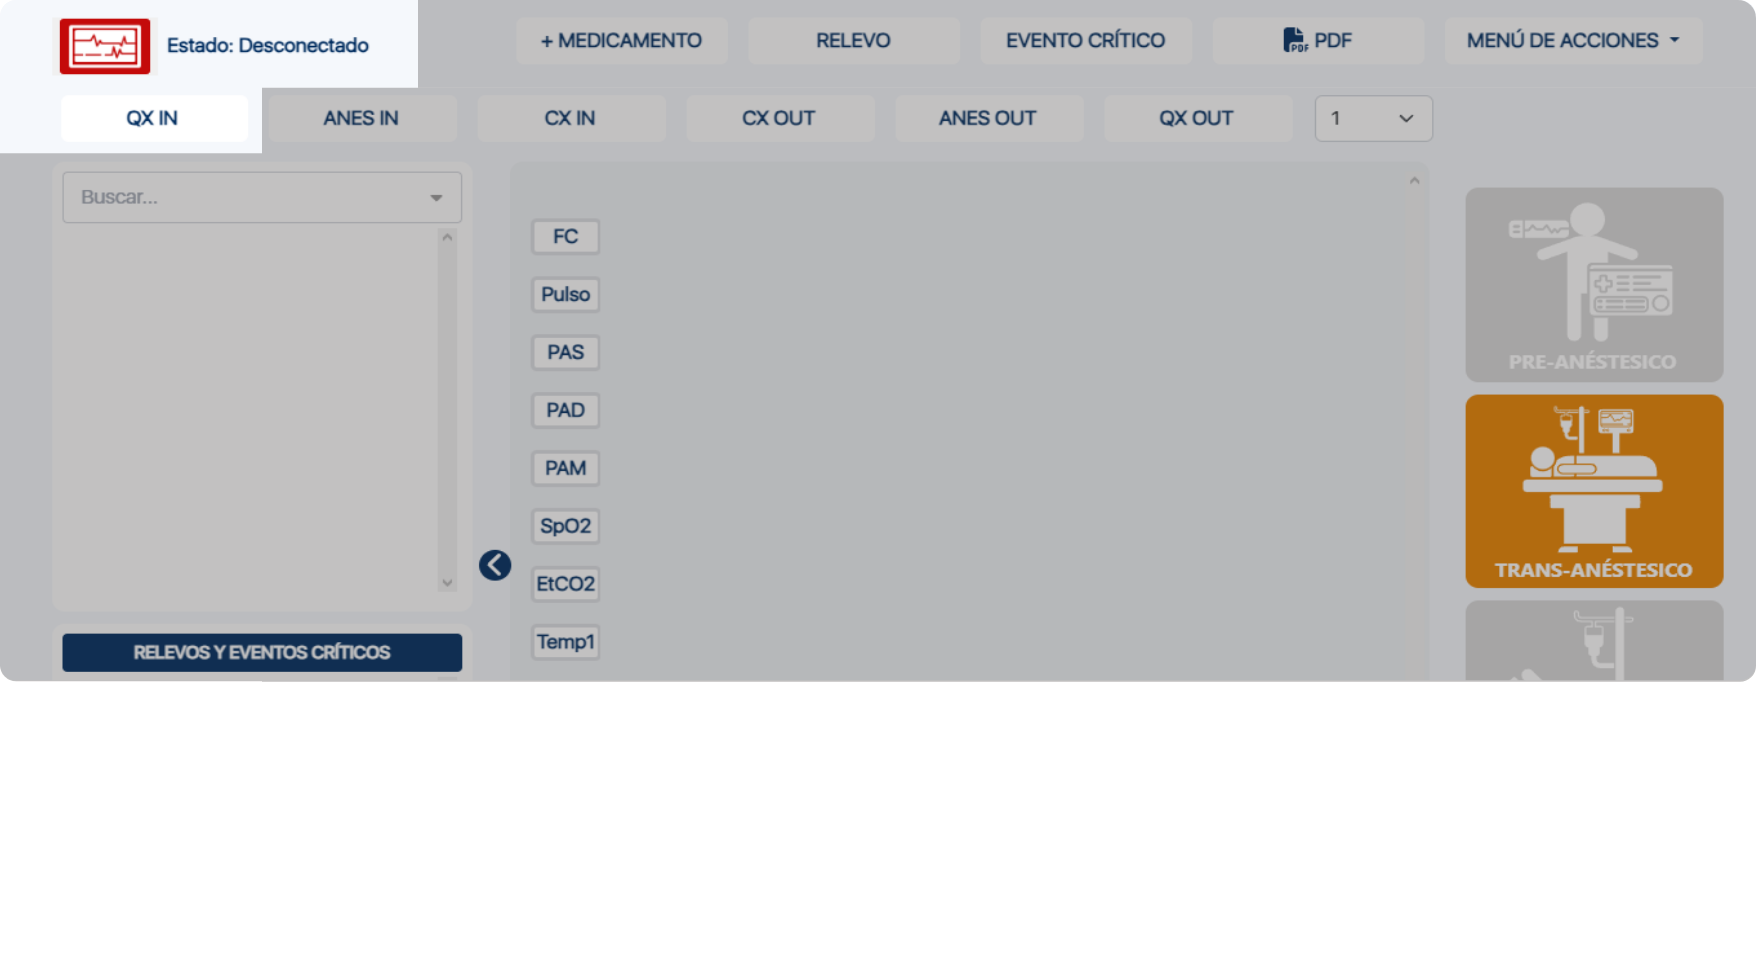 Estado: Desconectado
+ MEDICAMENTO
RELEVO
EVENTO CRÍTICO
PDF PDF
MENÚ DE ACCIONES
QX IN
ANES IN
CX IN
CX OUT
ANES OUT
QX OUT
1
Buscar...
FC
Pulso
PAS
PAD
PAM
SpO2
EtCO2
Temp1
RELEVOS Y EVENTOS CRÍTICOS
PRE-ANÉSTESICO
TRANS-ANÉSTESICO